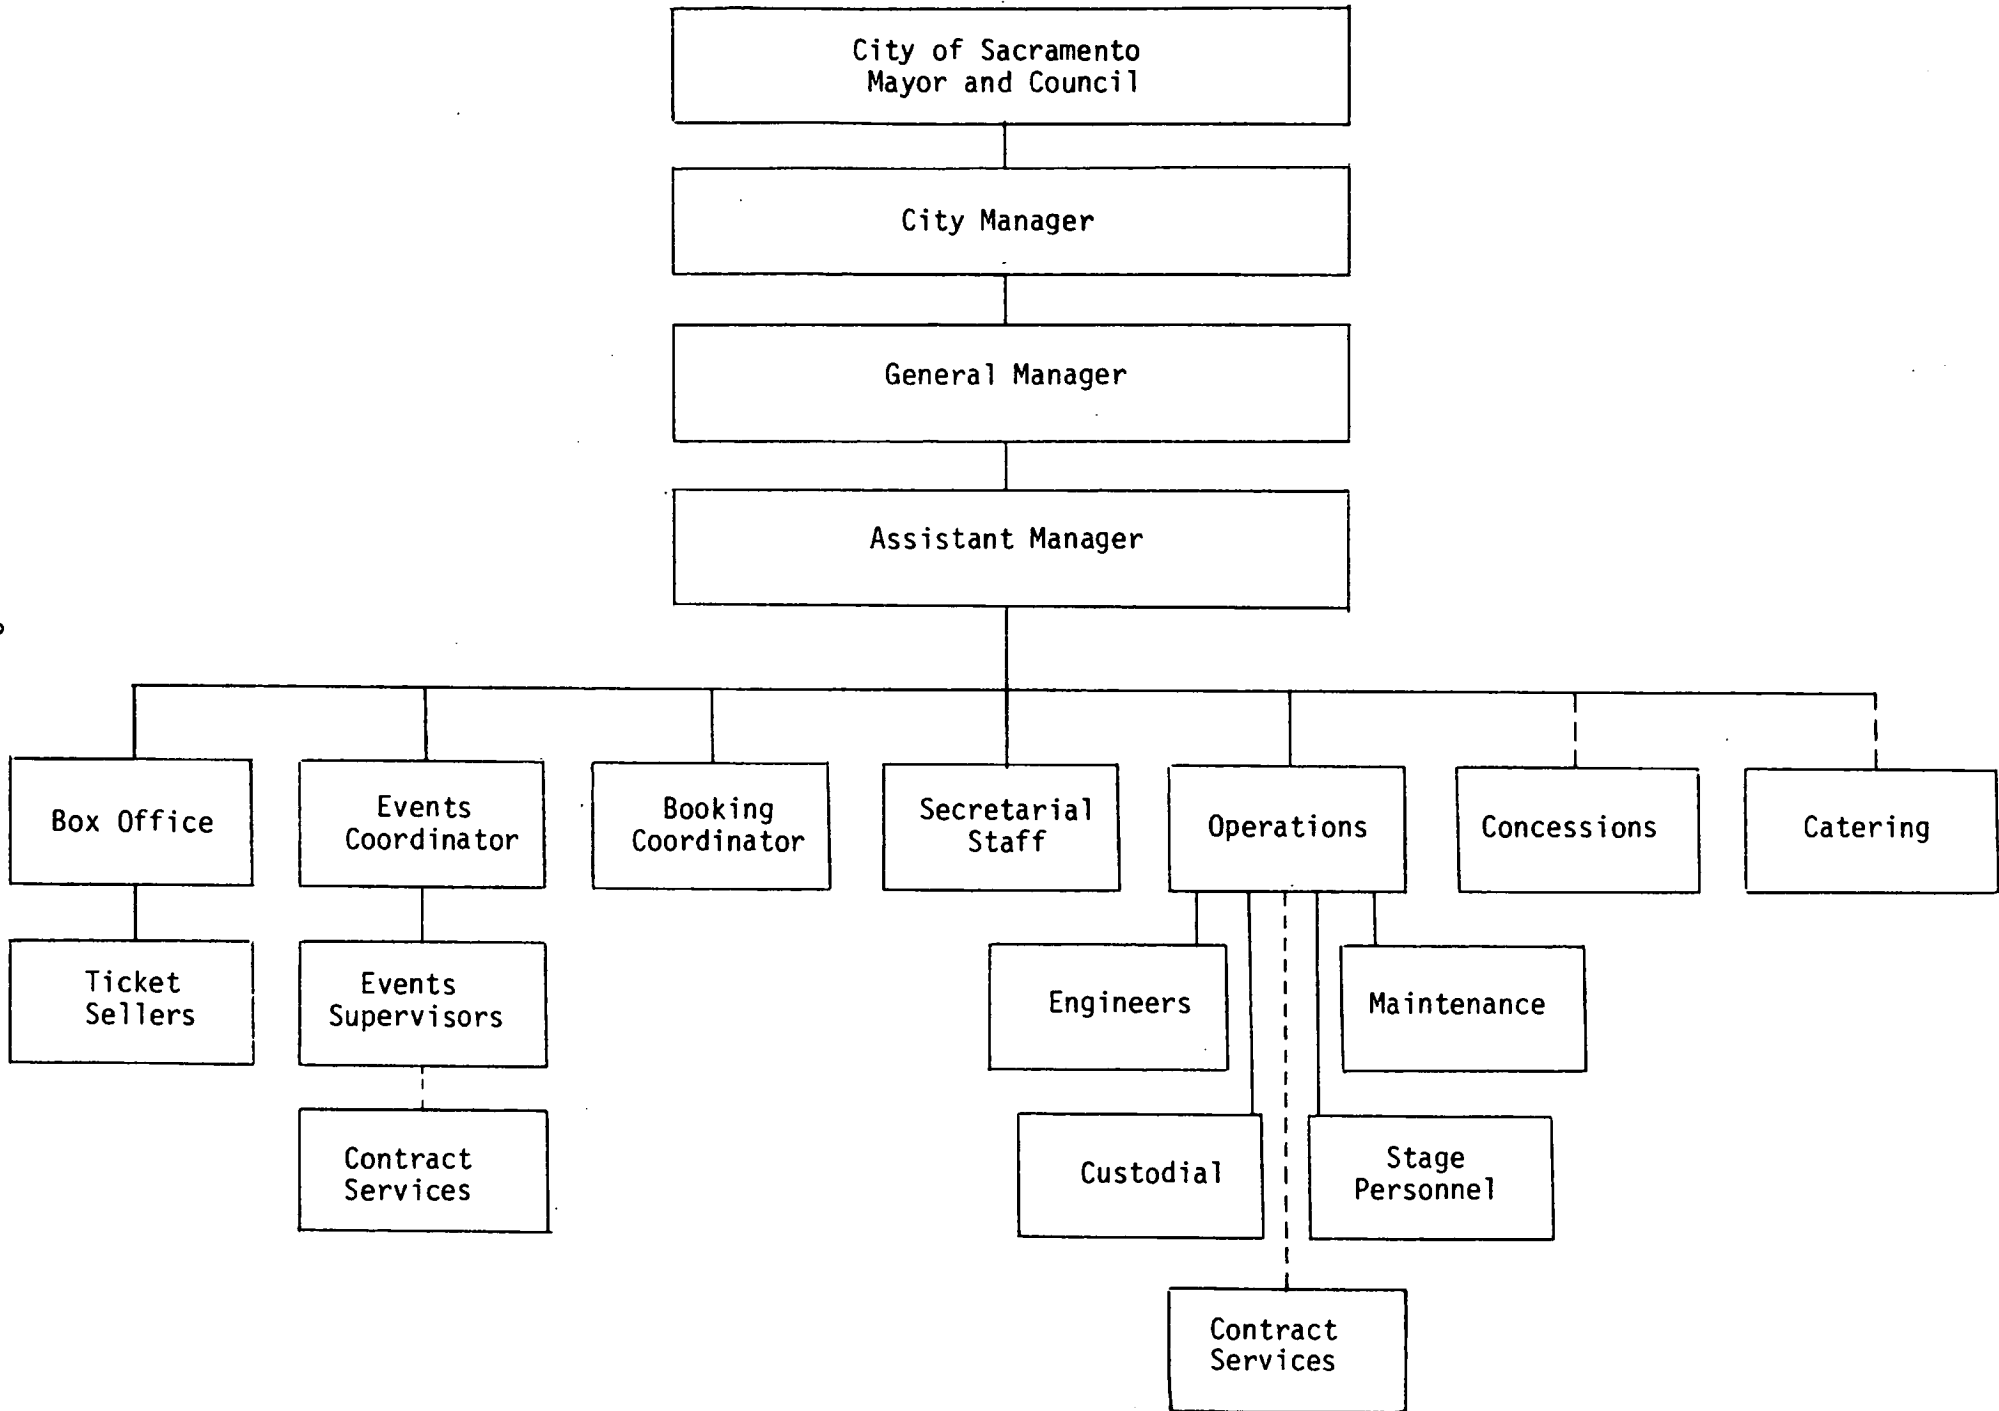 City of Sacramento
Mayor and Council
City Manager
General Manager
Assistant Manager
Box Office
Events
Coordinator
Booking
Coordinator
Secretarial
Staff
Operations
Concessions
Catering
Ticket
Sellers
Events
Supervisors
Engineers
Maintenance
Contract
Services
Custodial
Stage
Personnel
Contract
Services